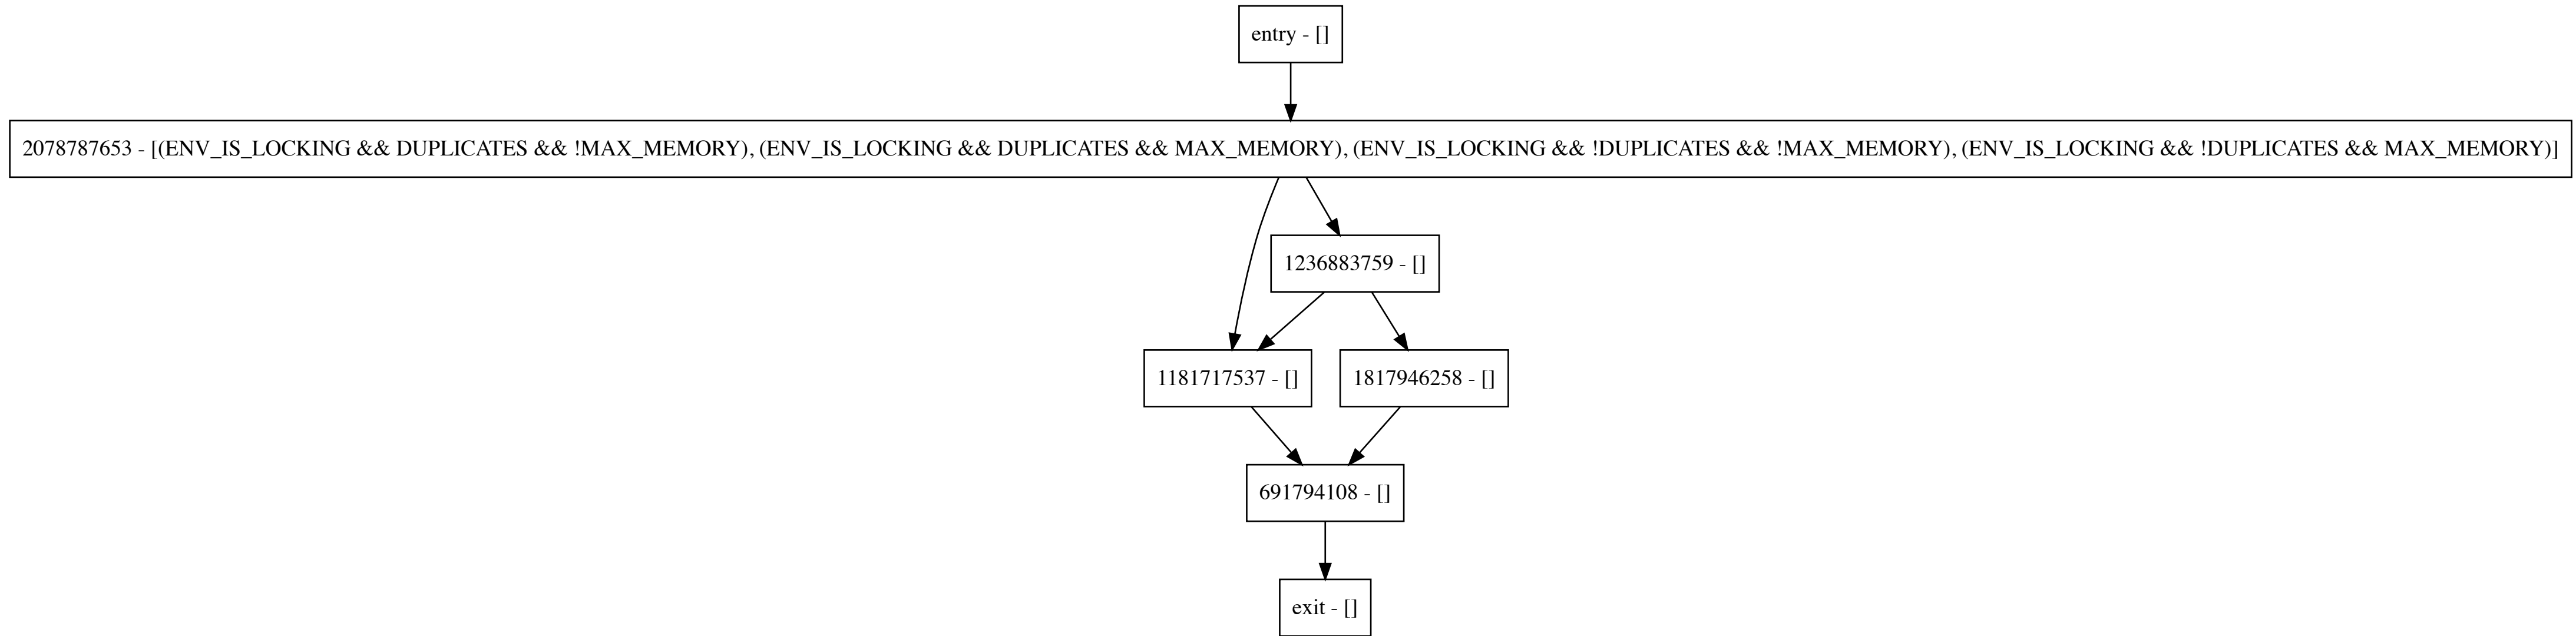 entry - []
2078787653 - [(ENV_IS_LOCKING && DUPLICATES && !MAX_MEMORY), (ENV_IS_LOCKING && DUPLICATES && MAX_MEMORY), (ENV_IS_LOCKING && !DUPLICATES && !MAX_MEMORY), (ENV_IS_LOCKING && !DUPLICATES && MAX_MEMORY)]
1236883759 - []
1181717537 - []
1817946258 - []
691794108 - []
exit - []